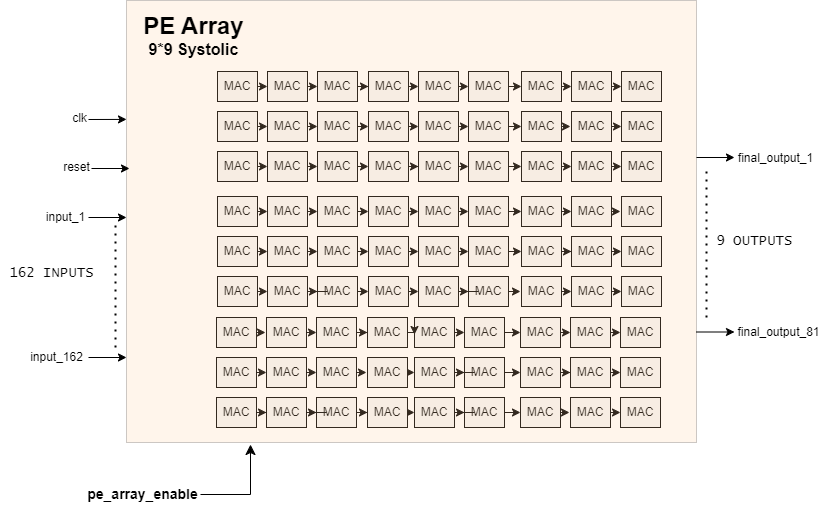 PE Array
9*9 Systolic
MAC MAC MAC MAC MAC MAC MAC MAC MAC
clk
MAC MAC MAC MAC MAC MAC MAC MAC MAC
reset
MAC MAC MAC MAC MAC MAC MAC MAC MAC
final_output_1
input_1
MAC MAC MAC MAC MAC MAC MAC MAC MAC
9 OUTPUTS
MAC MAC MAC MAC MAC MAC MAC MAC MAC
162 INPUTS
MAC MAC MAC MAC MAC MAC MAC MAC MAC
MAC MAC MAC MAC MAC MAC MAC MAC MAC
final_output_81
input_162
MAC MAC MAC MAC MAC MAC MAC MAC MAC
MAC MAC MAC MAC MAC MAC MAC MAC MAC
pe_array_enable